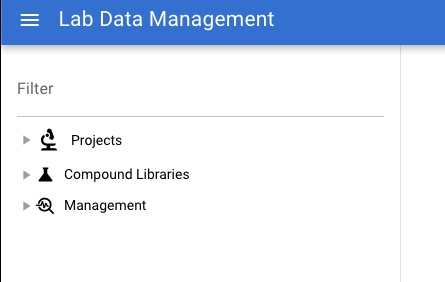 Lab Data Management
Filter
Projects
Compound Libraries
Management